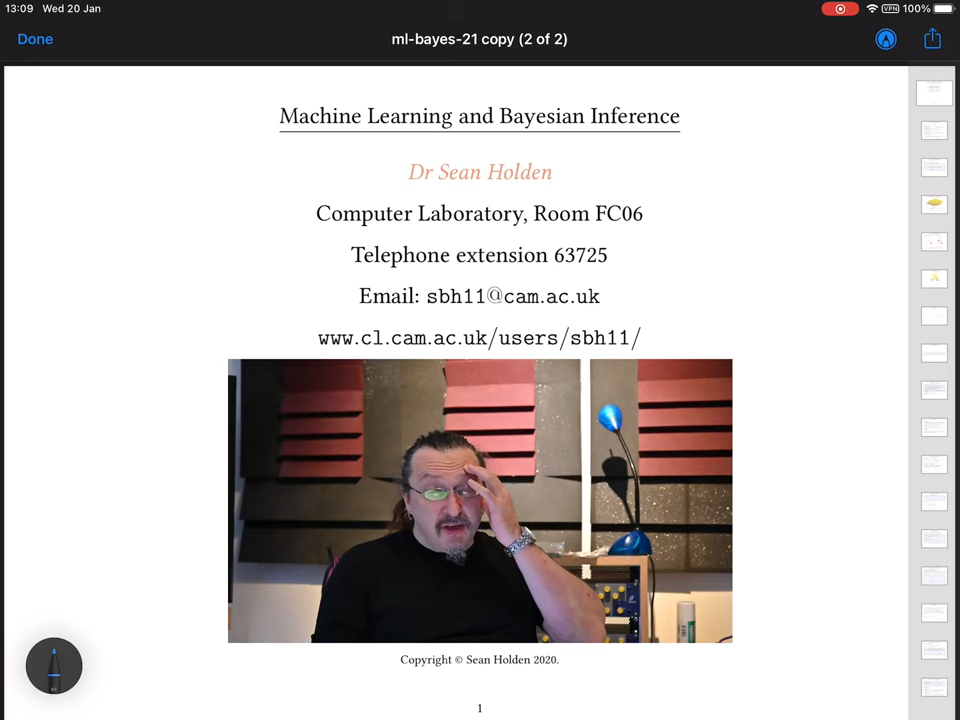 13:09 Wed 20 Jan
VPN 100%
Done
ml-bayes-21 copy (2 of 2)
Machine Learning and Bayesian Inference
Dr Sean Holden
Computer Laboratory, Room FC06
Telephone extension 63725
Email: sbh11@cam.ac.uk
www.cl.cam.ac.uk/users/sbh11/
Copyright © Sean Holden 2020.
1